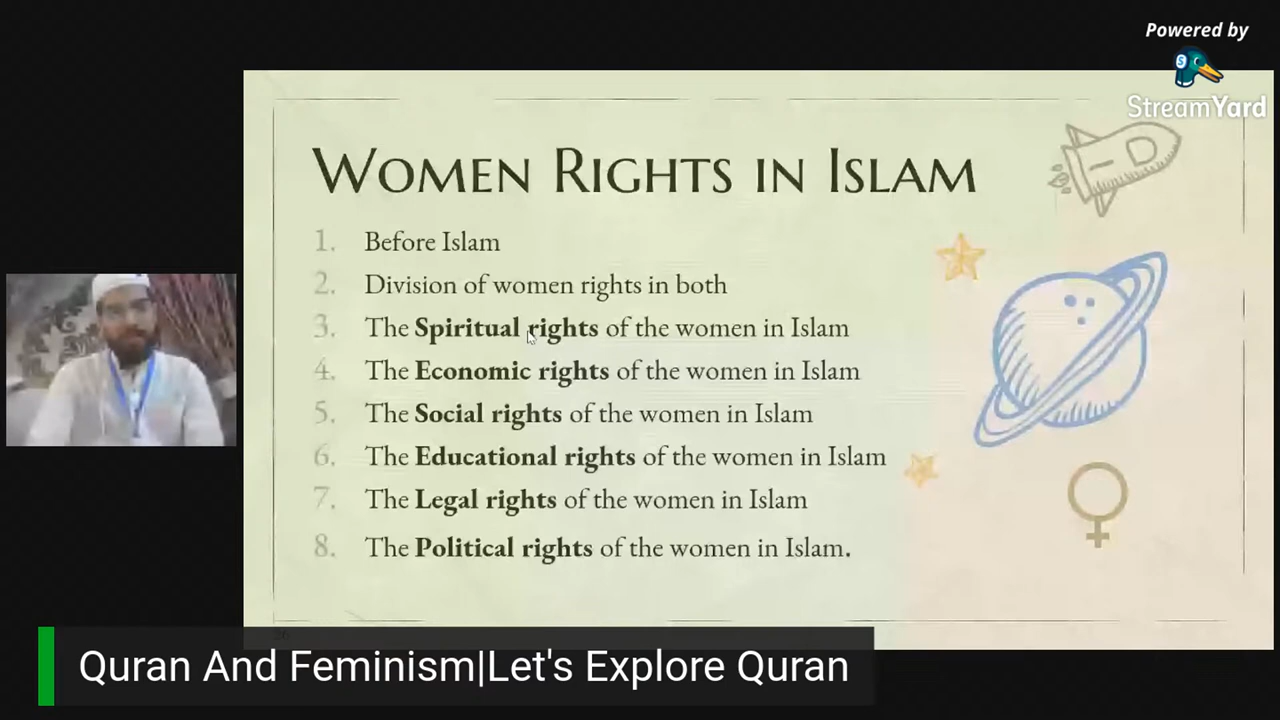 Powered by
StreamYard
Women Rights in Islam
1. Before Islam
2. Division of women rights in both
3. The Spiritual rights of the women in Islam
4. The Economic rights of the women in Islam
5. The Social rights of the women in Islam
6. The Educational rights of the women in Islam
7. The Legal rights of the women in Islam
8. The Political rights of the women in Islam.
Quran And Feminism|Let's Explore Quran